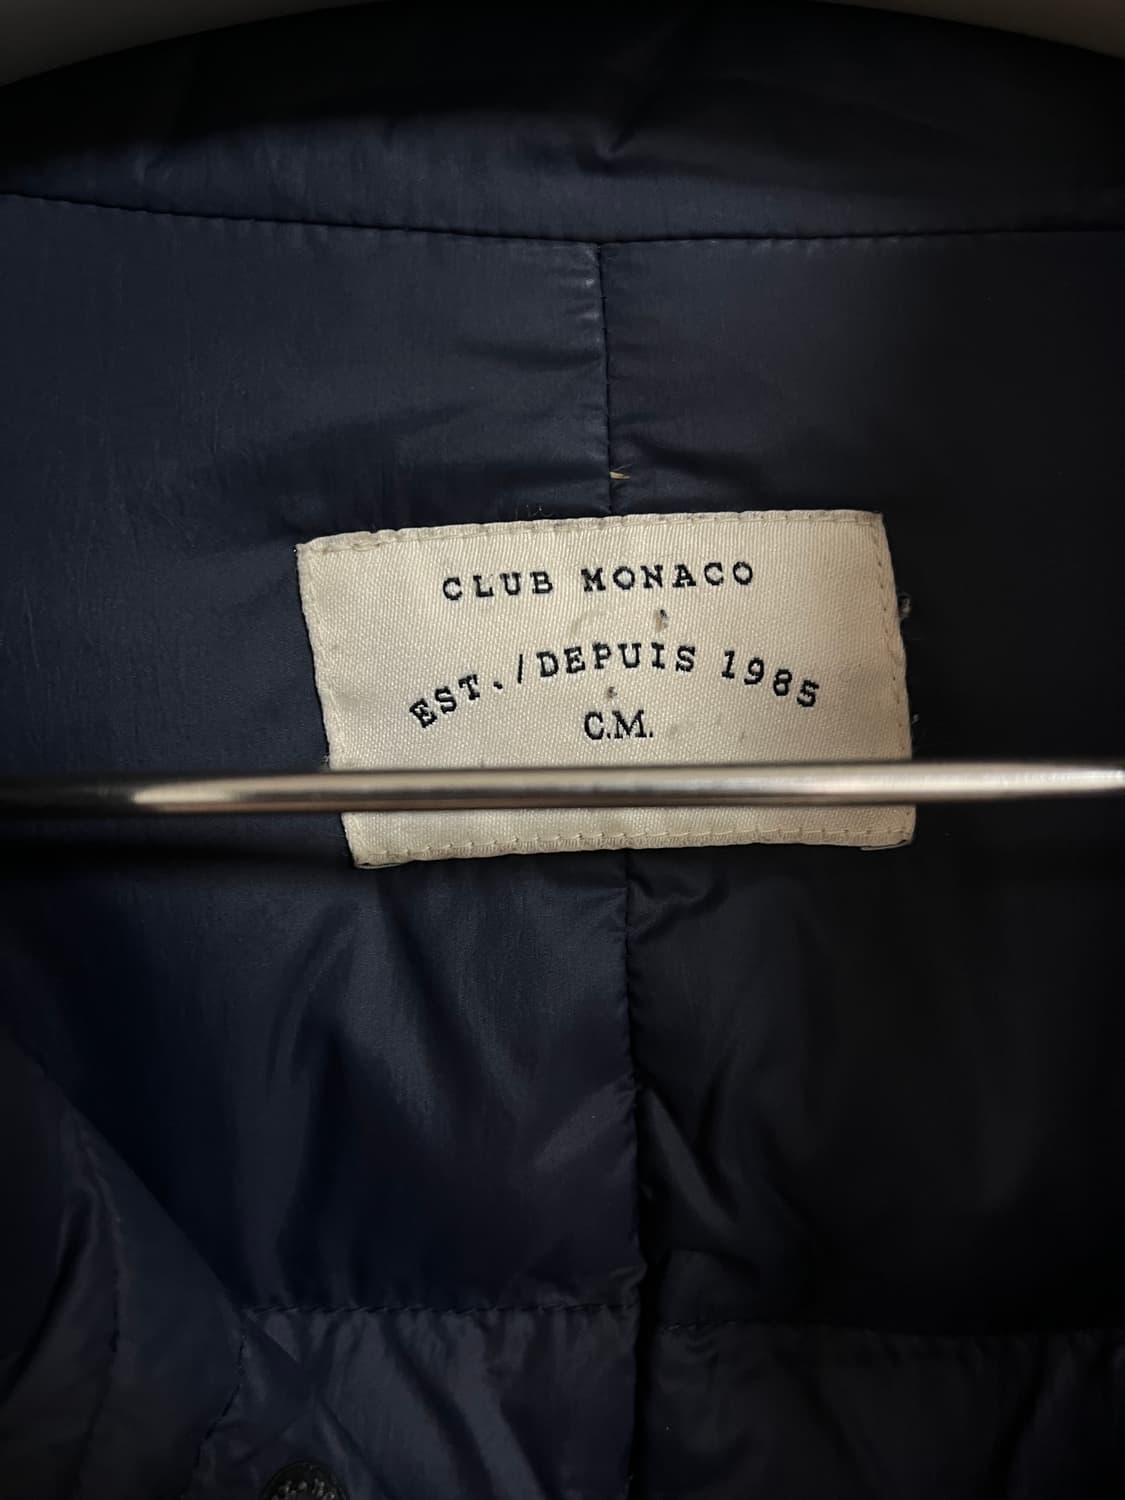 CLUB MONACO
EST./DEPUIS 1985
C.M.